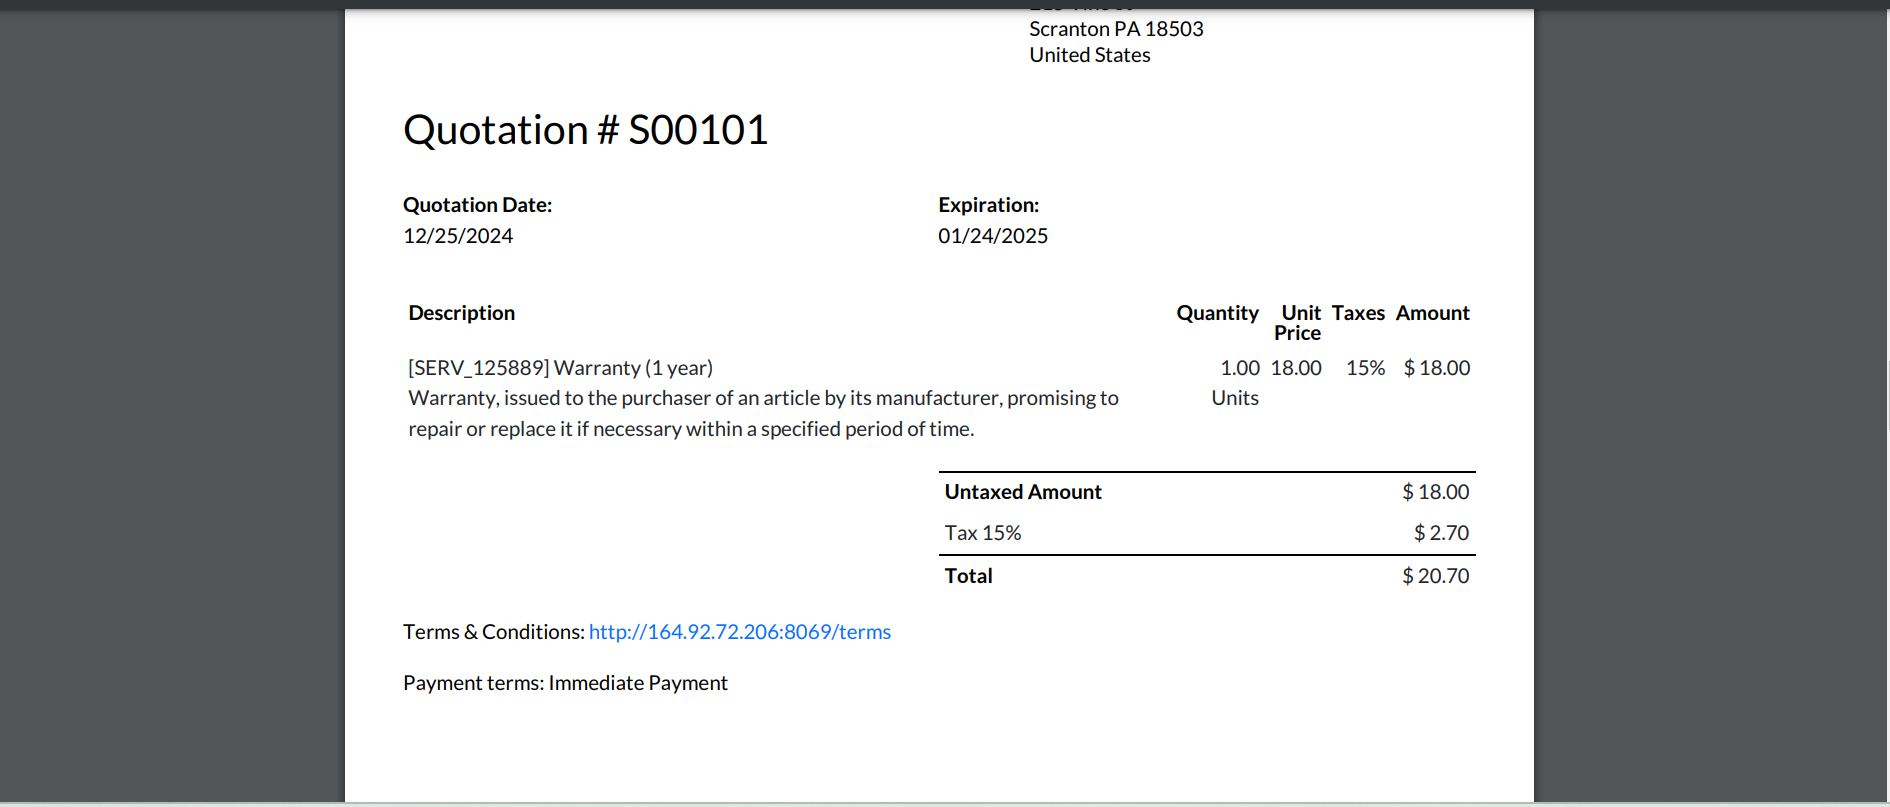 Scranton PA 18503
United States
Quotation # S00101
Quotation Date:
12/25/2024
Expiration:
01/24/2025
Description Quantity Unit Price Taxes Amount
[SERV_125889] Warranty (1 year) 1.00 18.00 15% $ 18.00
Warranty, issued to the purchaser of an article by its manufacturer, promising to Units
repair or replace it if necessary within a specified period of time.
Untaxed Amount $ 18.00
Tax 15% $ 2.70
Total $ 20.70
Terms & Conditions: http://164.92.72.206:8069/terms
Payment terms: Immediate Payment